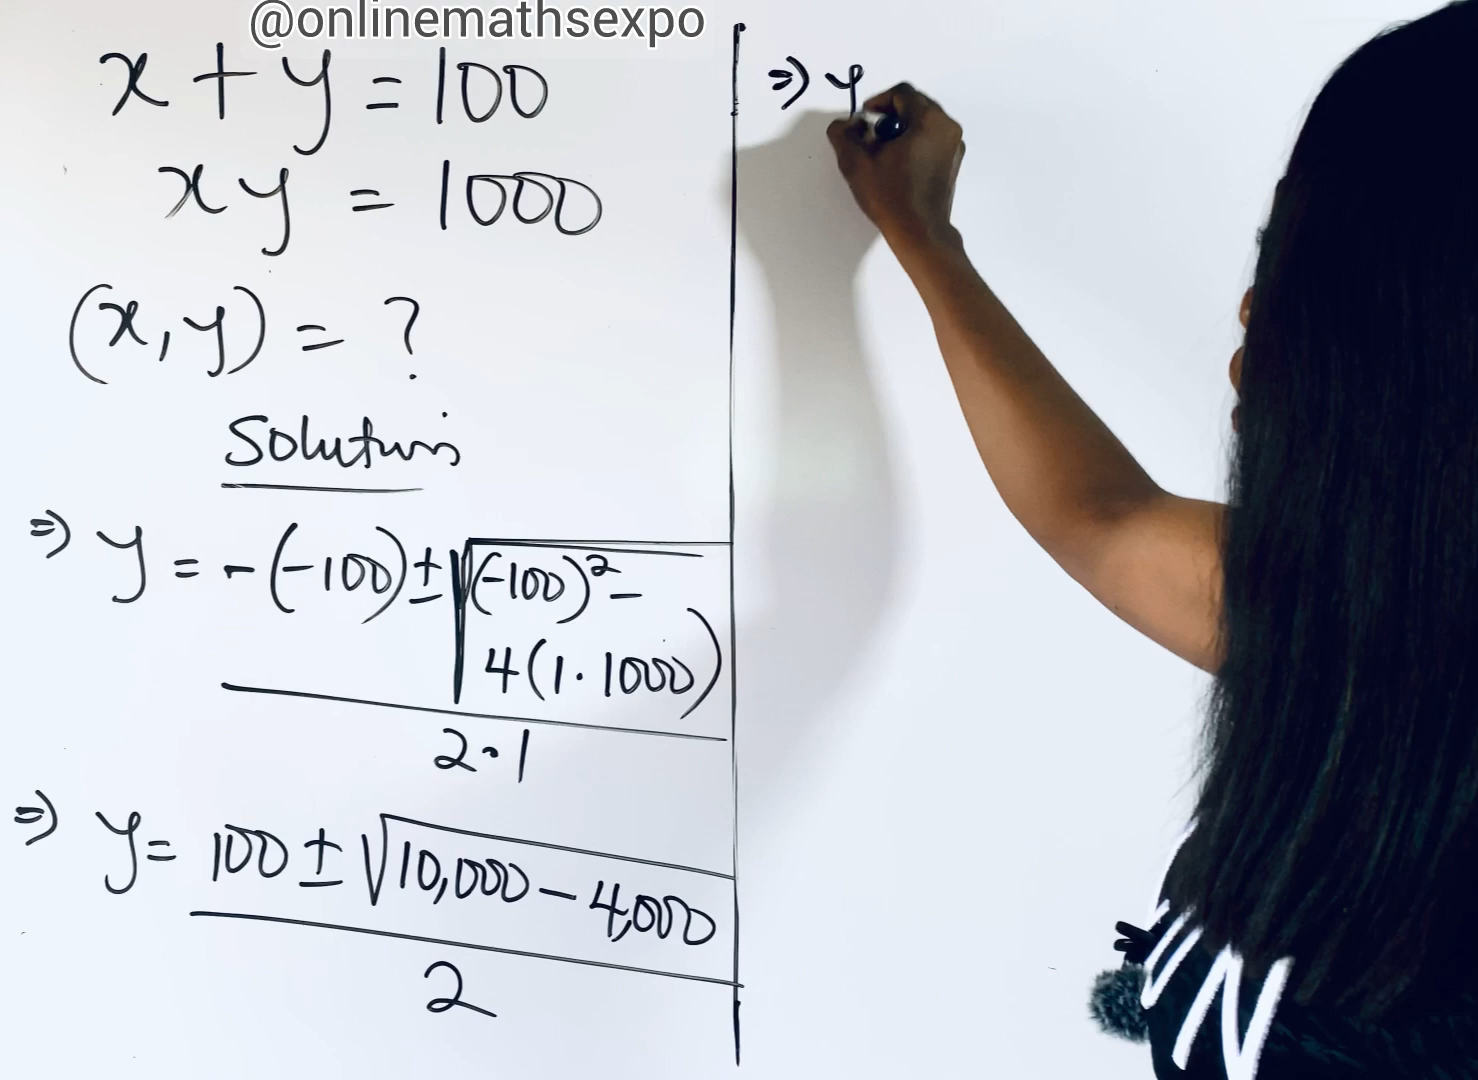 @onlinemathsexpo
x + y = 100
xy = 1000
(x, y) = ?
Solution
⇒ y = -(-100) ± √(-100)² -
4(1·1000)
2·1
⇒ y = 100 ± √10,000 - 4,000
2
⇒ y